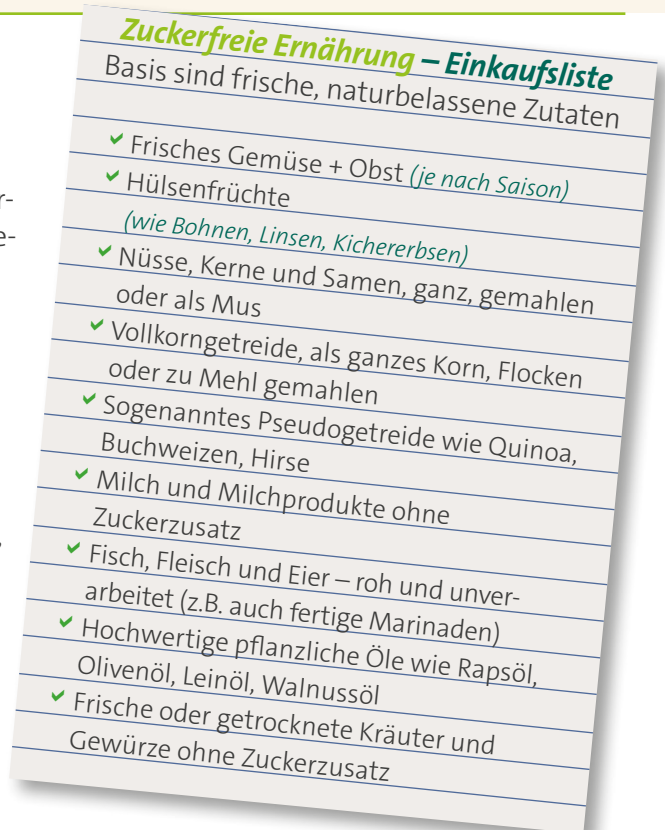 Zuckerfreie Ernährung – Einkaufsliste
Basis sind frische, naturbelassene Zutaten
Frisches Gemüse + Obst (je nach Saison)
Hülsenfrüchte
(wie Bohnen, Linsen, Kichererbsen)
Nüsse, Kerne und Samen, ganz, gemahlen
oder als Mus
Vollkorngetreide, als ganzes Korn, Flocken
oder zu Mehl gemahlen
Sogenanntes Pseudogetreide wie Quinoa,
Buchweizen, Hirse
Milch und Milchprodukte ohne
Zuckerzusatz
Fisch, Fleisch und Eier – roh und unver-
arbeitet (z.B. auch fertige Marinaden)
Hochwertige pflanzliche Öle wie Rapsöl,
Olivenöl, Leinöl, Walnussöl
Frische oder getrocknete Kräuter und
Gewürze ohne Zuckerzusatz